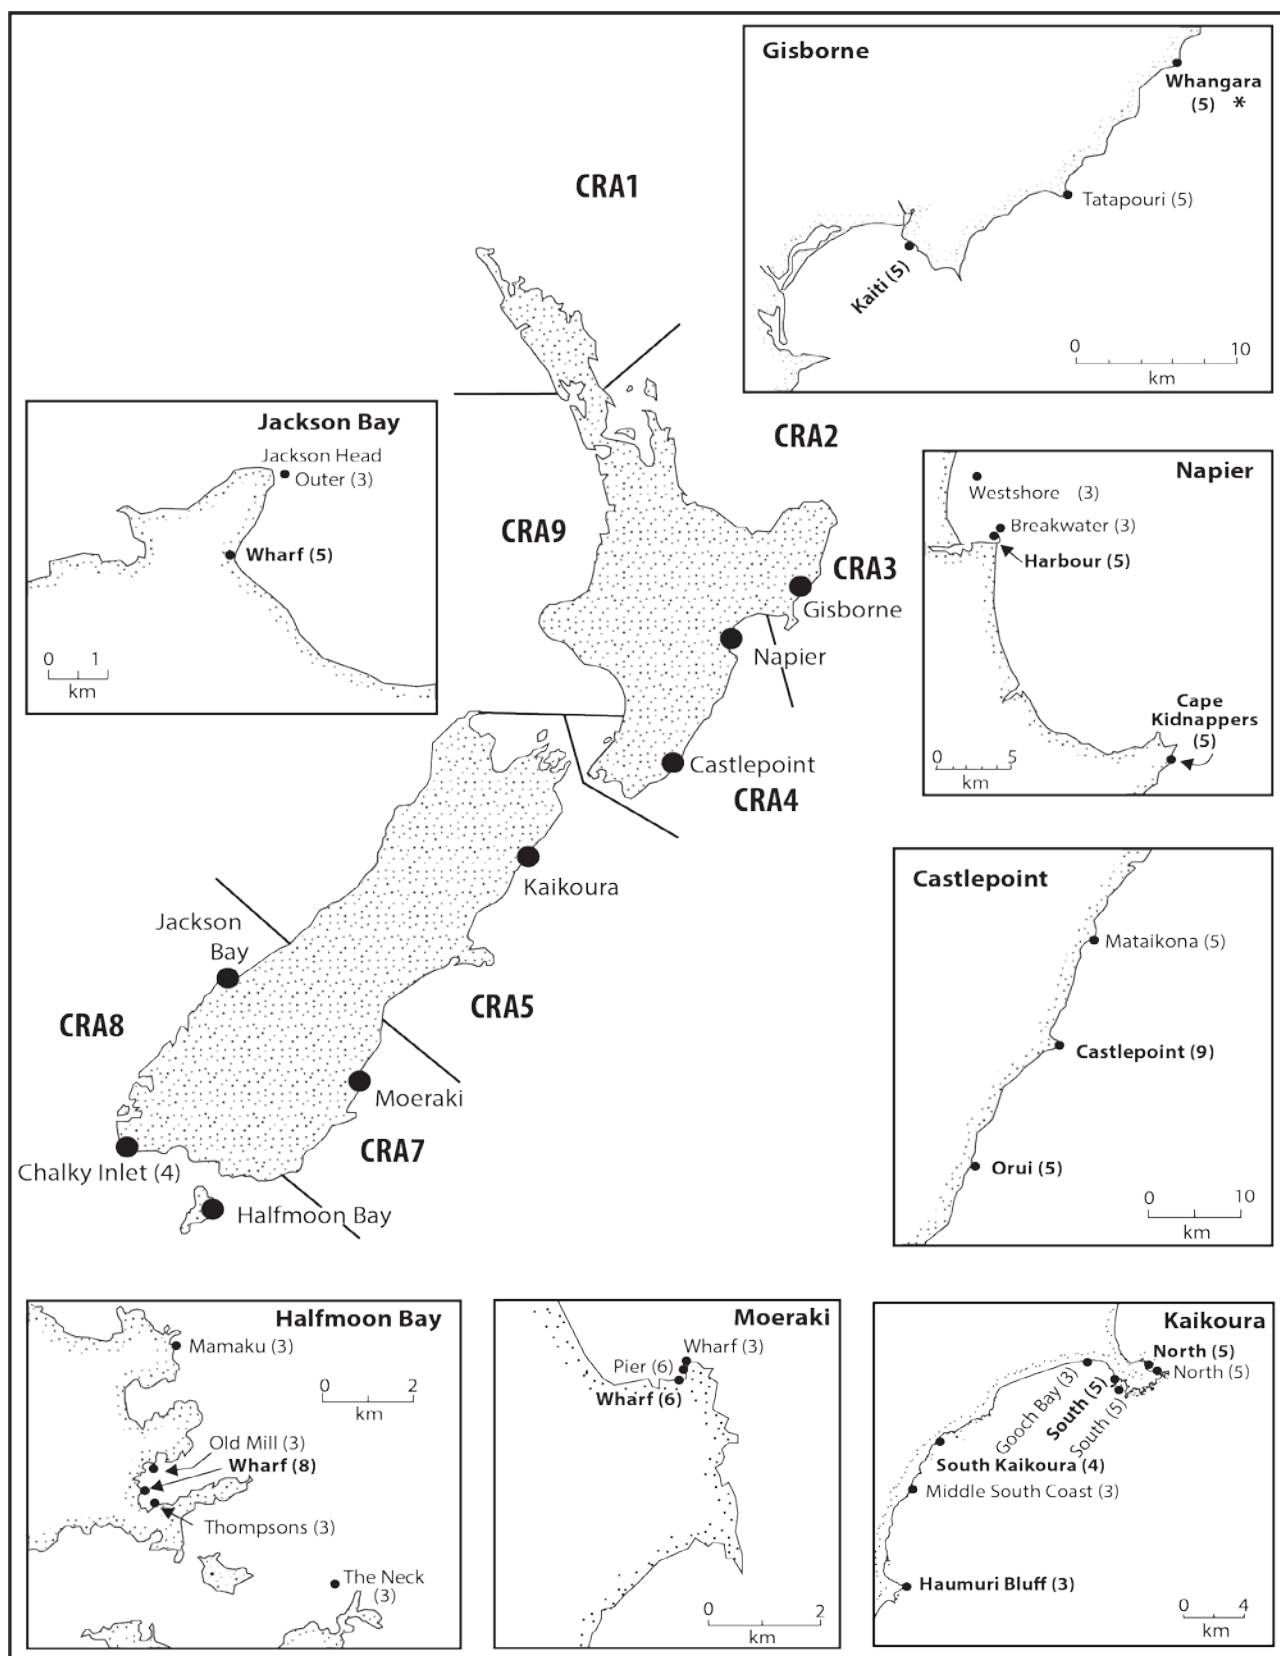 Gisborne
Whangara
(5) *
Tatapouri (5)
Kaiti (5)
0 10
km
CRA1
CRA2
CRA9
CRA3
Gisborne
Napier
Castlepoint
CRA4
Kaikoura
Jackson
Bay
CRA8
CRA5
Moeraki
CRA7
Chalky Inlet (4)
Halfmoon Bay
Jackson Bay
Jackson Head
Outer (3)
Wharf (5)
0 1
km
Napier
Westshore (3)
Breakwater (3)
Harbour (5)
Cape
Kidnappers
(5)
0 5
km
Castlepoint
Mataikona (5)
Castlepoint (9)
Orui (5)
0 10
km
Halfmoon Bay
Mamaku (3)
0 2
km
Old Mill (3)
Wharf (8)
Thompsons (3)
The Neck
(3)
Moeraki
Wharf (3)
Pier (6)
Wharf (6)
0 2
km
Kaikoura
North (5)
North (5)
Gooch Bay (3)
South (5)
South (5)
South Kaikoura (4)
Middle South Coast (3)
Haumuri Bluff (3)
0 4
km